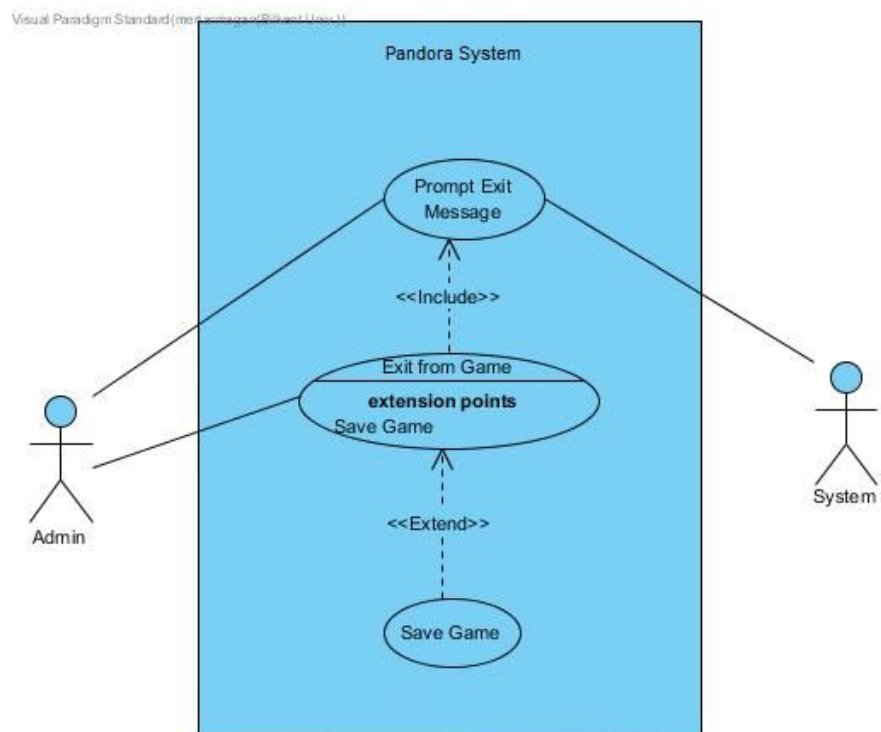 Visual Paradigm Standard
Pandora System
Prompt Exit
Message
<<Include>>
Exit from Game
extension points
Save Game
Admin
System
<<Extend>>
Save Game